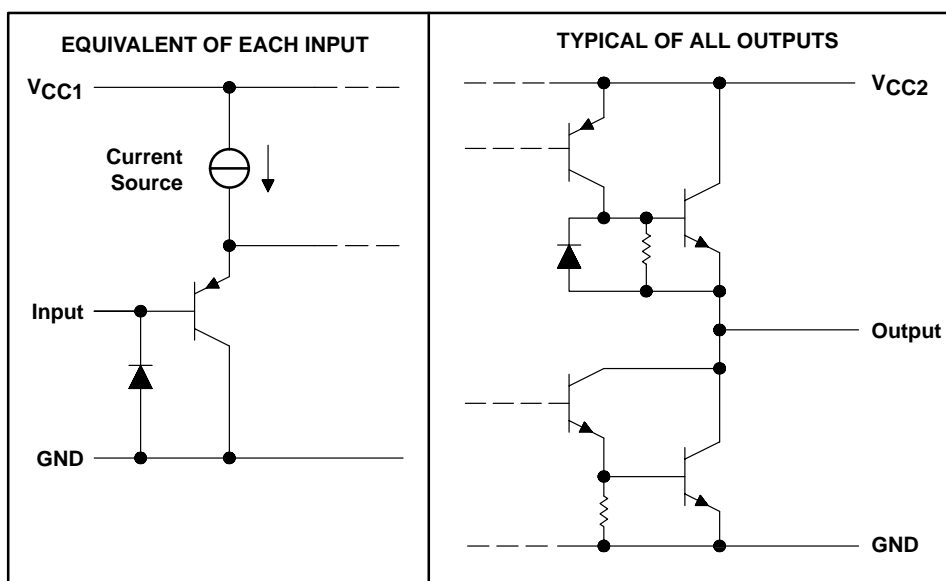 EQUIVALENT OF EACH INPUT
VCC1
Current
Source
Input
GND
TYPICAL OF ALL OUTPUTS
VCC2
Output
GND